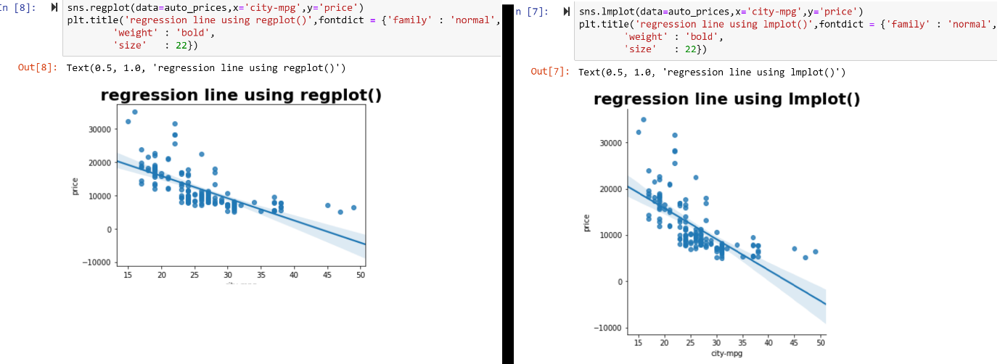 In [8]:
sns.regplot(data=auto_prices,x='city-mpg',y='price')
plt.title('regression line using regplot()',fontdict = {'family' : 'normal',
'weight' : 'bold',
'size'   : 22})
Out[8]: Text(0.5, 1.0, 'regression line using regplot()')
regression line using regplot()
30000
20000
10000
0
−10000
price
15 20 25 30 35 40 45 50
n [7]:
sns.lmplot(data=auto_prices,x='city-mpg',y='price')
plt.title('regression line using lmplot()',fontdict = {'family' : 'normal',
'weight' : 'bold',
'size'   : 22})
Out[7]: Text(0.5, 1.0, 'regression line using lmplot()')
regression line using lmplot()
30000
20000
10000
0
−10000
price
15 20 25 30 35 40 45 50
city-mpg